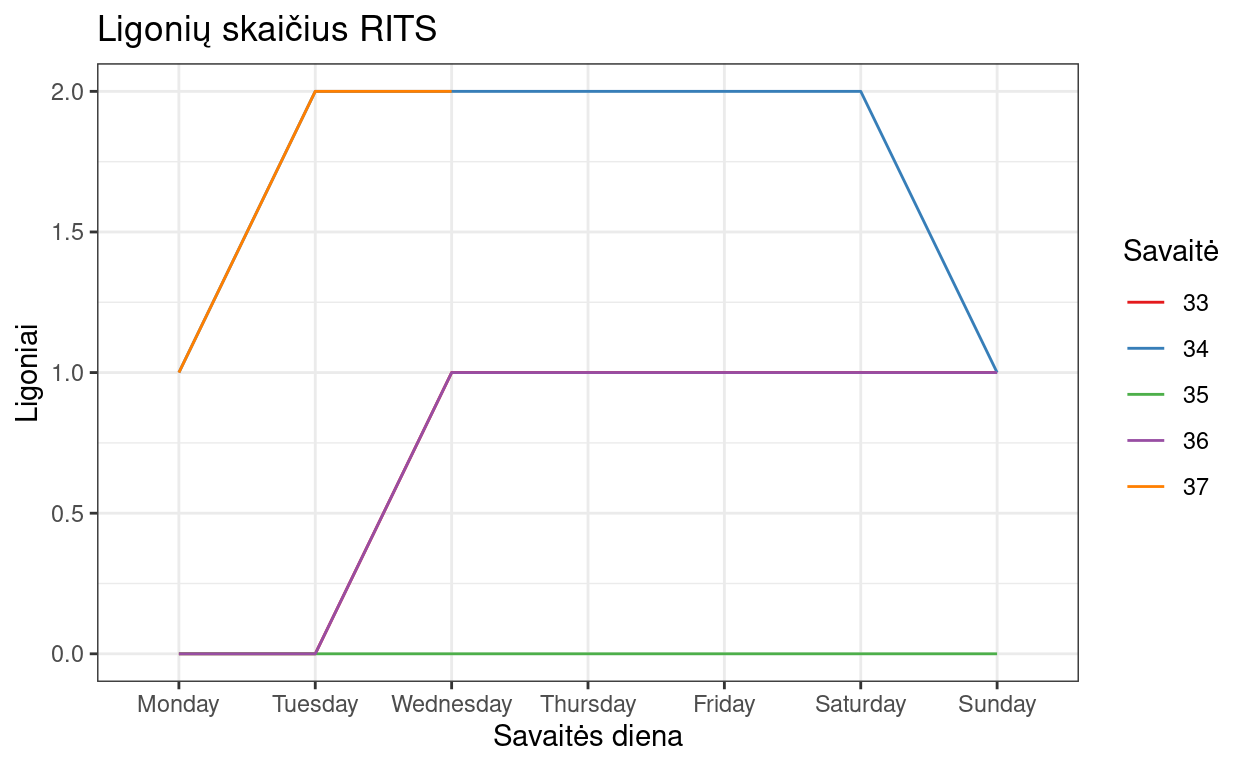 Ligonių skaičius RITS
2.0
1.5
1.0
0.5
0.0
Ligoniai
Monday Tuesday Wednesday Thursday Friday Saturday Sunday
Savaitės diena
Savaitė
33
34
35
36
37